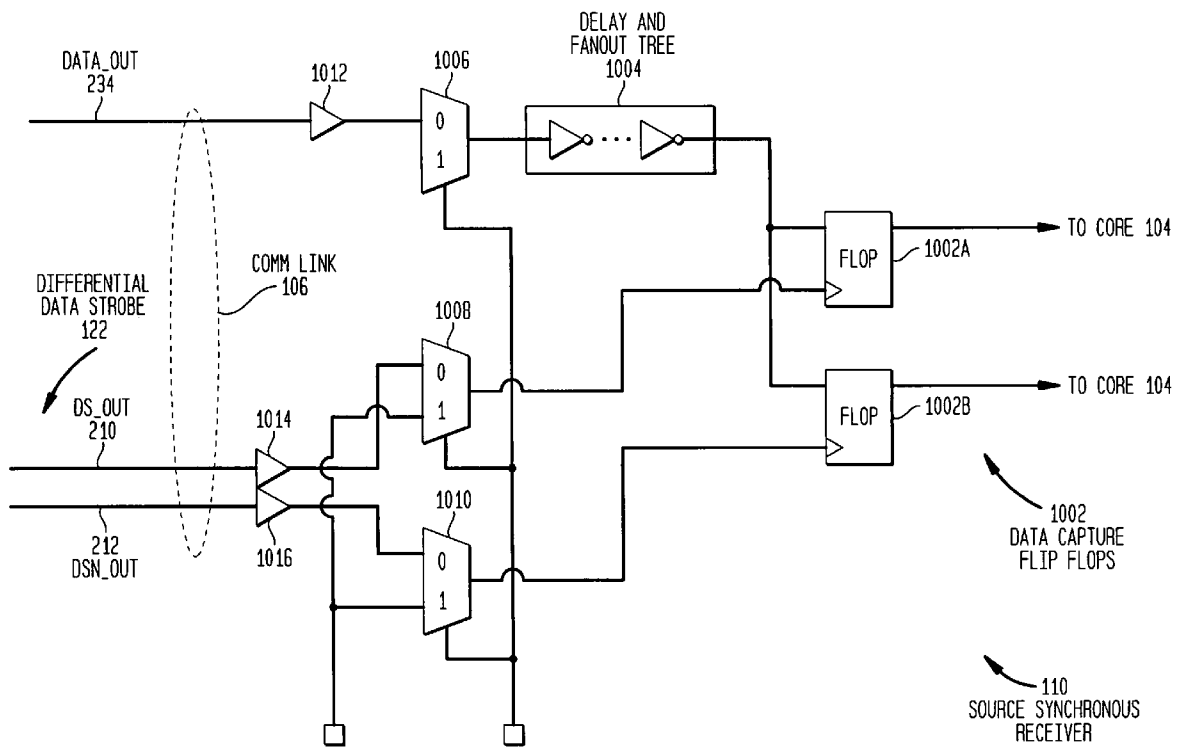 DELAY AND
FANOUT TREE
1004
DATA_OUT
234
1012
1006
0
1
TO CORE 104
FLOP
1002A
COMM LINK
106
DIFFERENTIAL
DATA STROBE
122
1008
0
1
TO CORE 104
FLOP
1002B
DS_OUT
210
1014
1010
0
1
212
DSN_OUT
1016
1002
DATA CAPTURE
FLIP FLOPS
110
SOURCE SYNCHRONOUS
RECEIVER